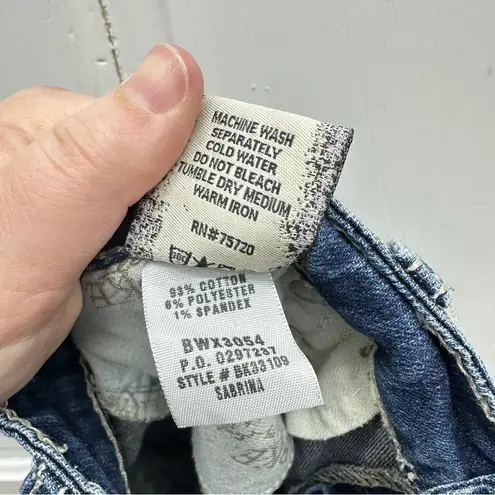 MACHINE WASH
SEPARATELY
COLD WATER
DO NOT BLEACH
TUMBLE DRY MEDIUM
WARM IRON
RN#75720
93% COTTON
6% POLYESTER
1% SPANDEX
BWX3054
P.O. 0297237
STYLE # BK33109
SABRINA